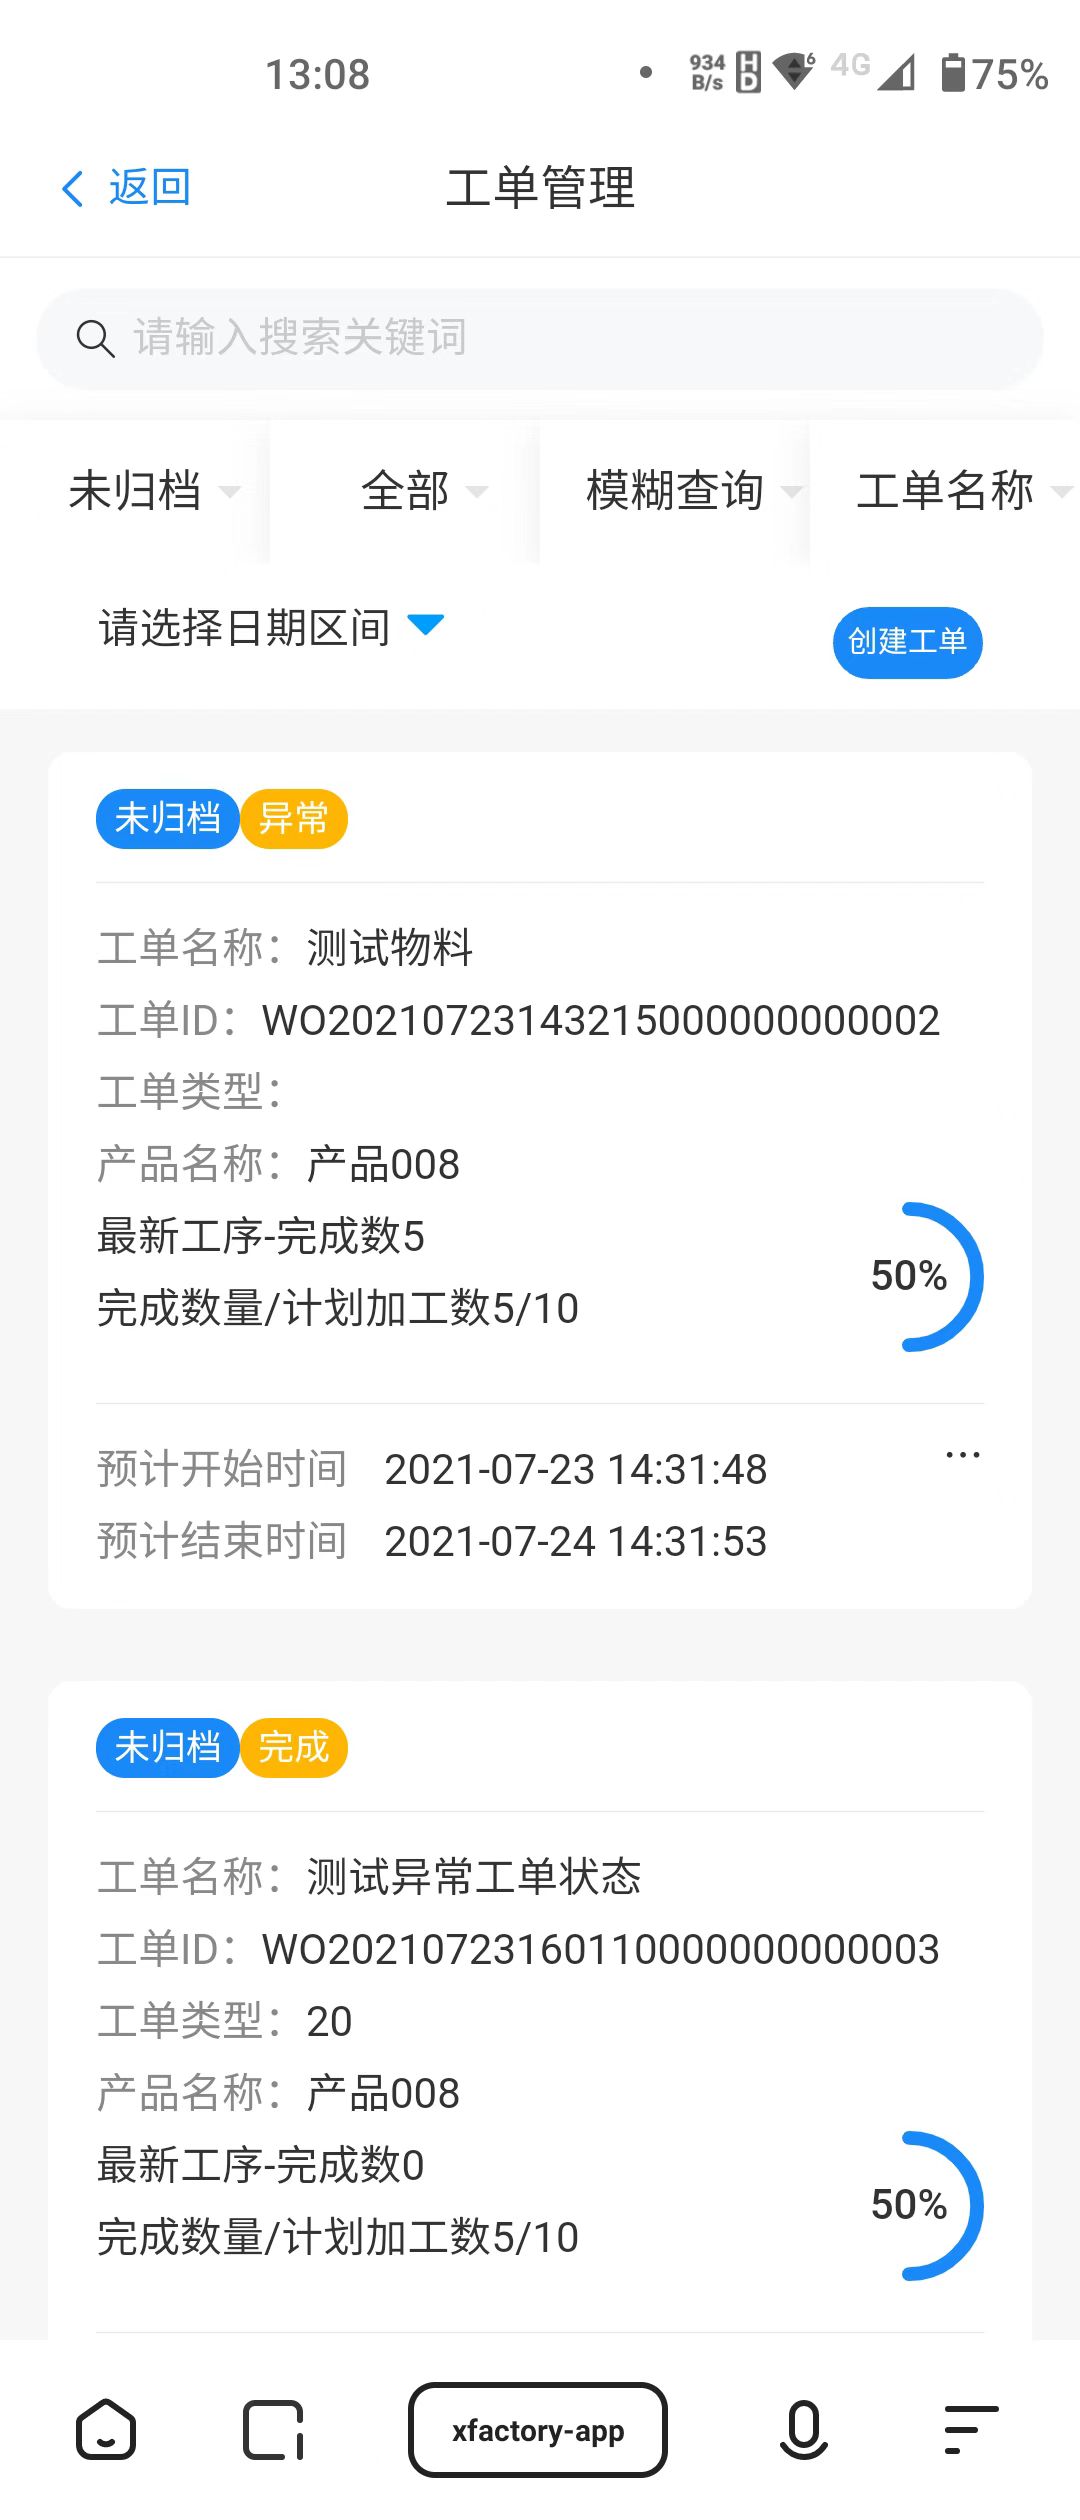 13:08 934 B/s HD 6 4G 75%
返回 工单管理
请输入搜索关键词
未归档 全部 模糊查询 工单名称
请选择日期区间 创建工单
未归档 异常
工单名称：测试物料
工单ID：WO20210723143215000000000002
工单类型：
产品名称：产品008
最新工序-完成数5
完成数量/计划加工数5/10
50%
预计开始时间 2021-07-23 14:31:48 ...
预计结束时间 2021-07-24 14:31:53
未归档 完成
工单名称：测试异常工单状态
工单ID：WO20210723160110000000000003
工单类型：20
产品名称：产品008
最新工序-完成数0
完成数量/计划加工数5/10
50%
xfactory-app